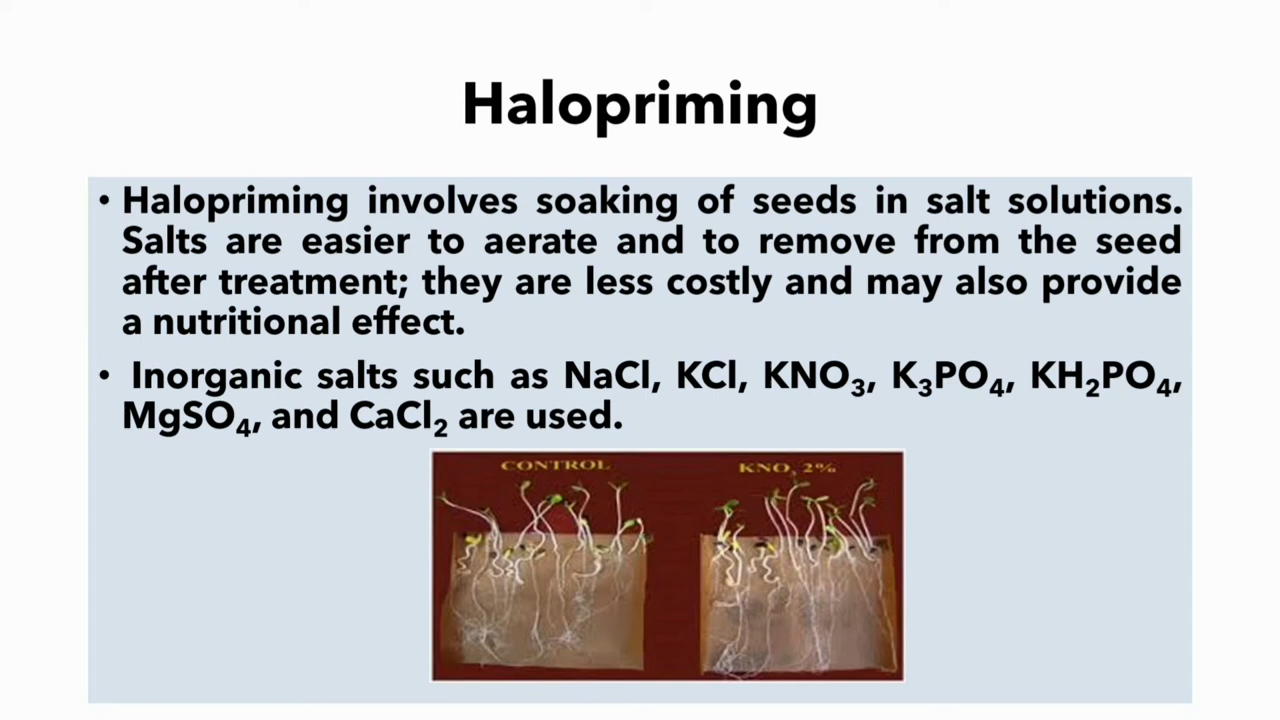 Halopriming
• Halopriming involves soaking of seeds in salt solutions.
Salts are easier to aerate and to remove from the seed
after treatment; they are less costly and may also provide
a nutritional effect.
• Inorganic salts such as NaCl, KCl, KNO₃, K₃PO₄, KH₂PO₄,
MgSO₄, and CaCl₂ are used.
CONTROL
KNO₃ 2%